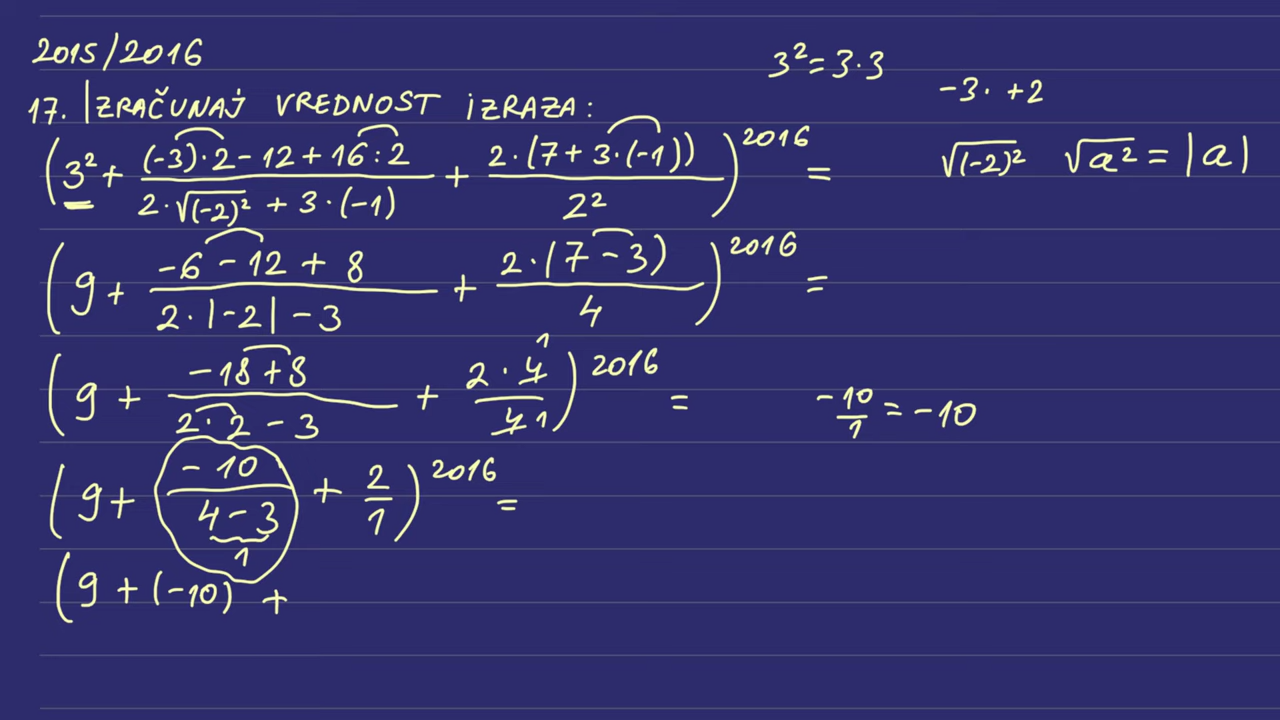 2015/2016
17. IZRAČUNAJ VREDNOST IZRAZA:
3² = 3·3
-3· +2
√(-2)² √a² = |a|
(3² + ((-3)·2 - 12 + 16:2)/(2·√(-2)² + 3·(-1)) + (2·(7 + 3·(-1)))/2²)^2016 =
(9 + (-6 - 12 + 8)/(2·|-2| - 3) + (2·(7 - 3))/4)^2016 =
(9 + (-18 + 8)/(2·2 - 3) + (2·4 1)/(4 1))^2016 =
-10/1 = -10
(9 + (-10)/(4 - 3) + 2/1)^2016 =
1
(9 + (-10) +